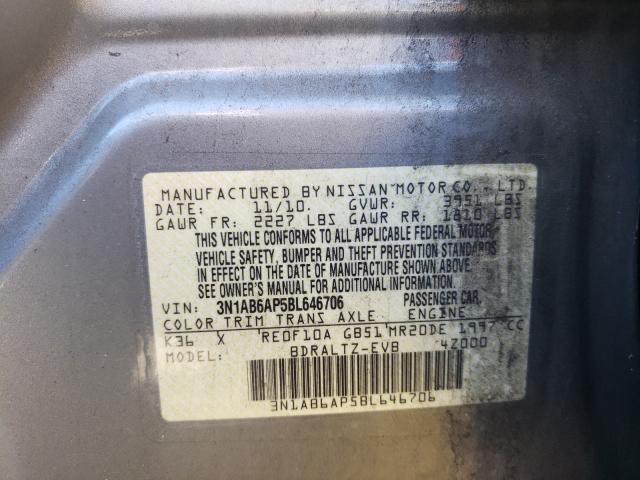 MANUFACTURED BY NISSAN MOTOR CO., LTD.
DATE: 11/10. GVWR: 3951 LBS
GAWR FR: 2227 LBS GAWR RR: 1810 LBS
THIS VEHICLE CONFORMS TO ALL APPLICABLE FEDERAL MOTOR
VEHICLE SAFETY, BUMPER AND THEFT PREVENTION STANDARDS
IN EFFECT ON THE DATE OF MANUFACTURE SHOWN ABOVE.
SEE OWNER'S MANUAL FOR ADDITIONAL INFORMATION.
VIN: 3N1AB6AP5BL646706 PASSENGER CAR.
COLOR TRIM TRANS AXLE ENGINE
K36 X RE0F10A GB51 MR20DE 1997 CC
MODEL: BDRALTZ-EVB 4Z000
3N1AB6AP5BL646706